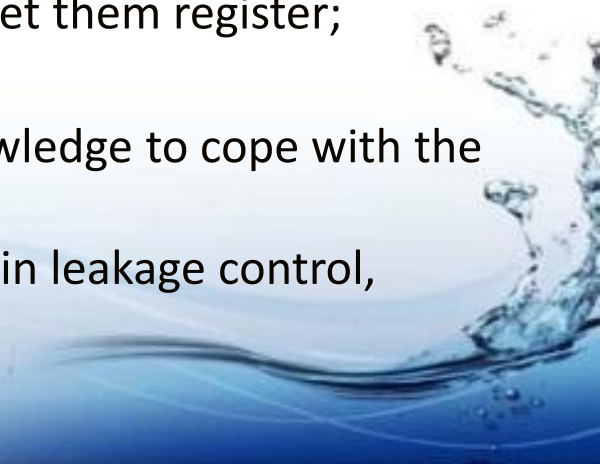 et them register;
wledge to cope with the
in leakage control,